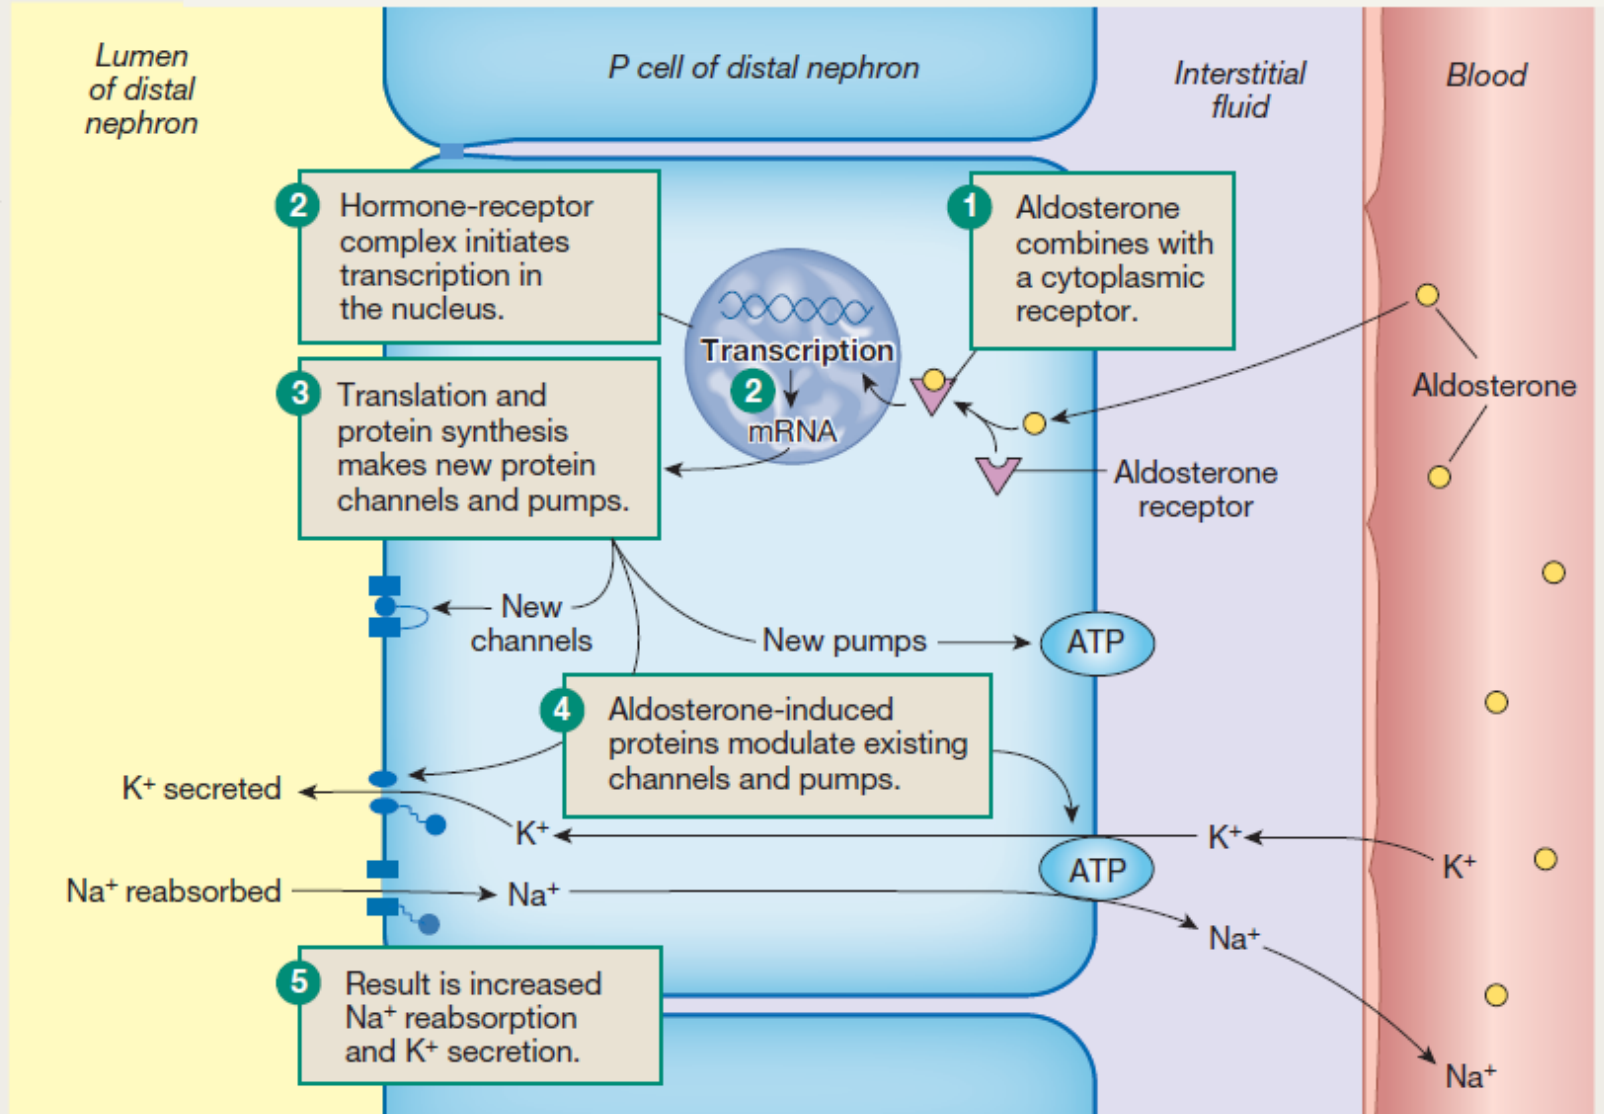 Lumen
of distal
nephron
P cell of distal nephron
Interstitial
fluid
Blood
1
Aldosterone
combines with
a cytoplasmic
receptor.
2
Hormone-receptor
complex initiates
transcription in
the nucleus.
Transcription
2
mRNA
Aldosterone
Aldosterone
receptor
3
Translation and
protein synthesis
makes new protein
channels and pumps.
New
channels
New pumps
ATP
4
Aldosterone-induced
proteins modulate existing
channels and pumps.
K⁺ secreted
K⁺
K⁺
K⁺
ATP
Na⁺ reabsorbed
Na⁺
Na⁺
Na⁺
5
Result is increased
Na⁺ reabsorption
and K⁺ secretion.